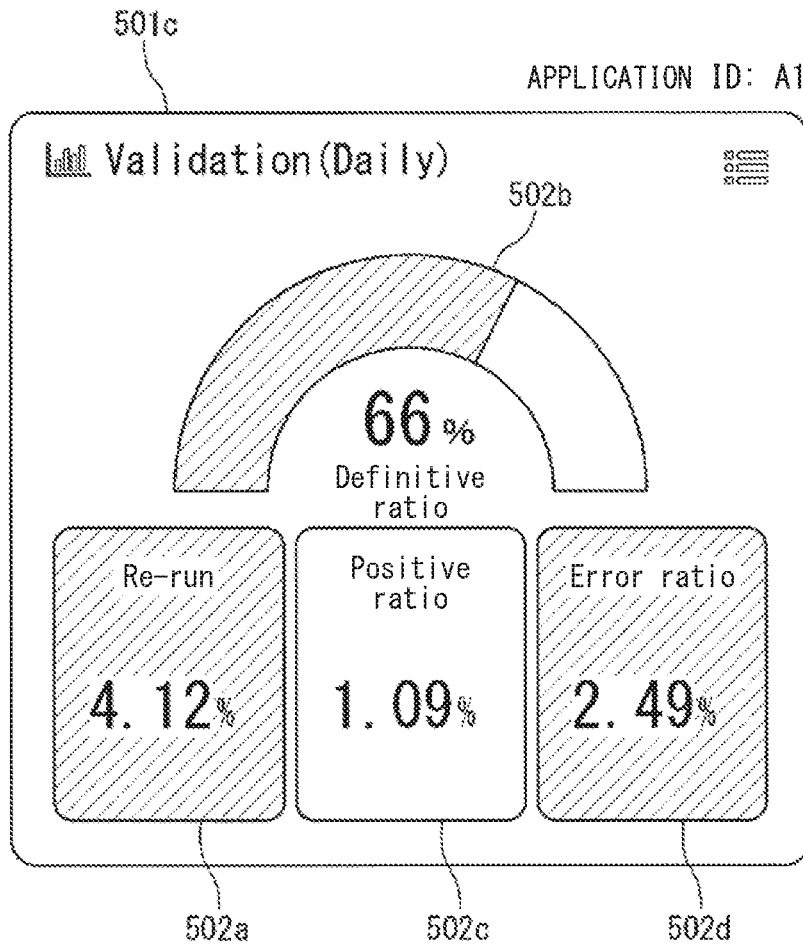 501c
APPLICATION ID: A1
Validation(Daily)
502b
66%
Definitive
ratio
Re-run
4.12%
Positive
ratio
1.09%
Error ratio
2.49%
502a
502c
502d